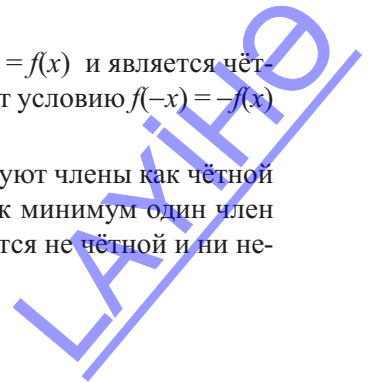 = f(x) и является чёт-
т условию f(–x) = –f(x)
уют члены как чётной
к минимум один член
тся не чётной и ни не-
LAYİHƏ